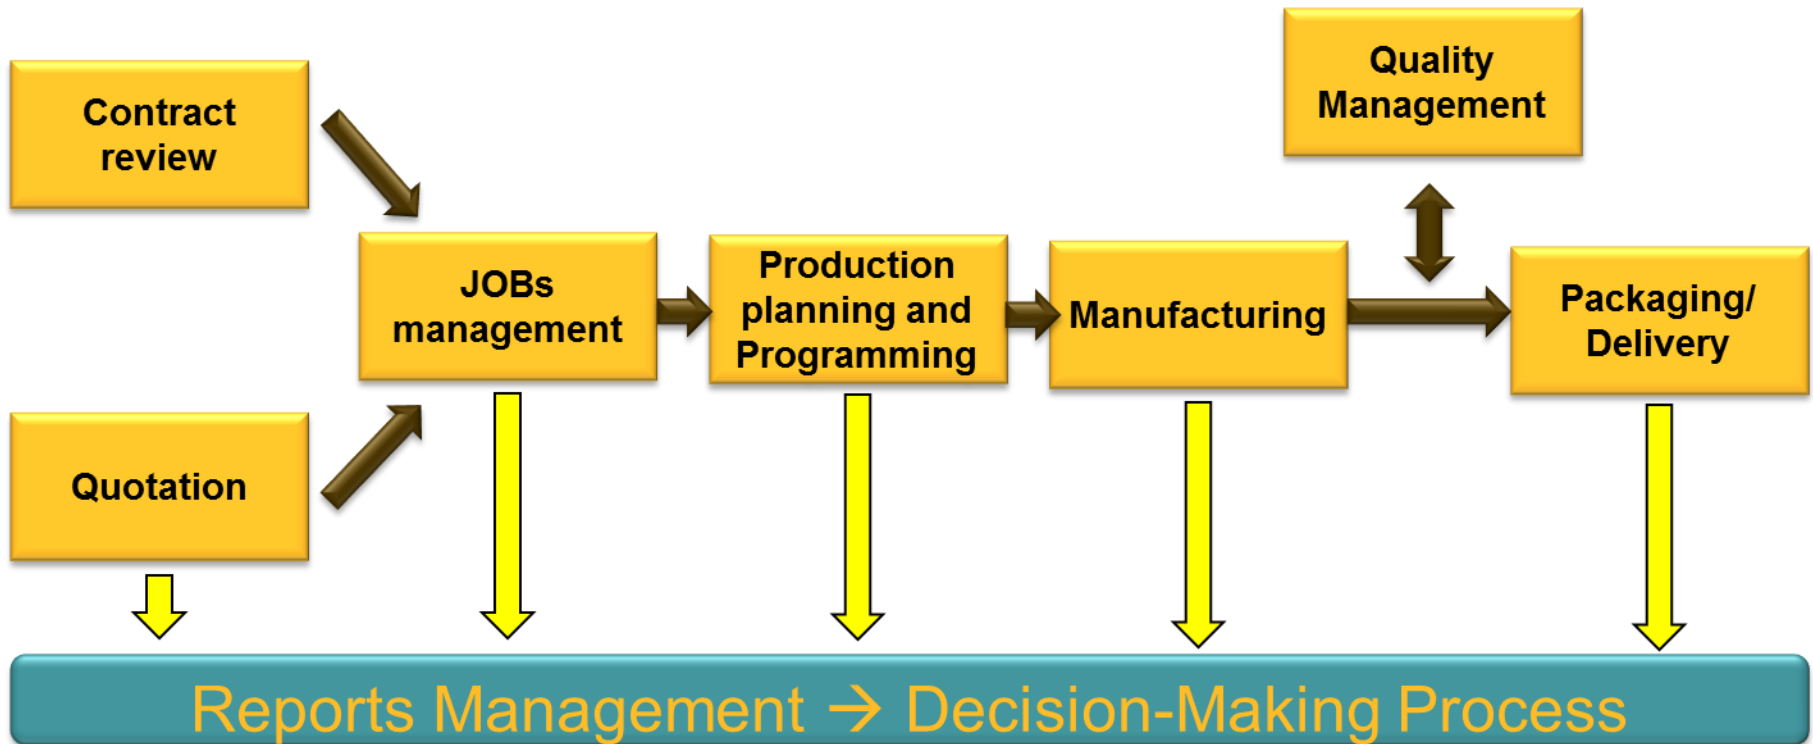 Contract
review
Quality
Management
JOBs
management
Production
planning and
Programming
Manufacturing
Packaging/
Delivery
Quotation
Reports Management → Decision-Making Process